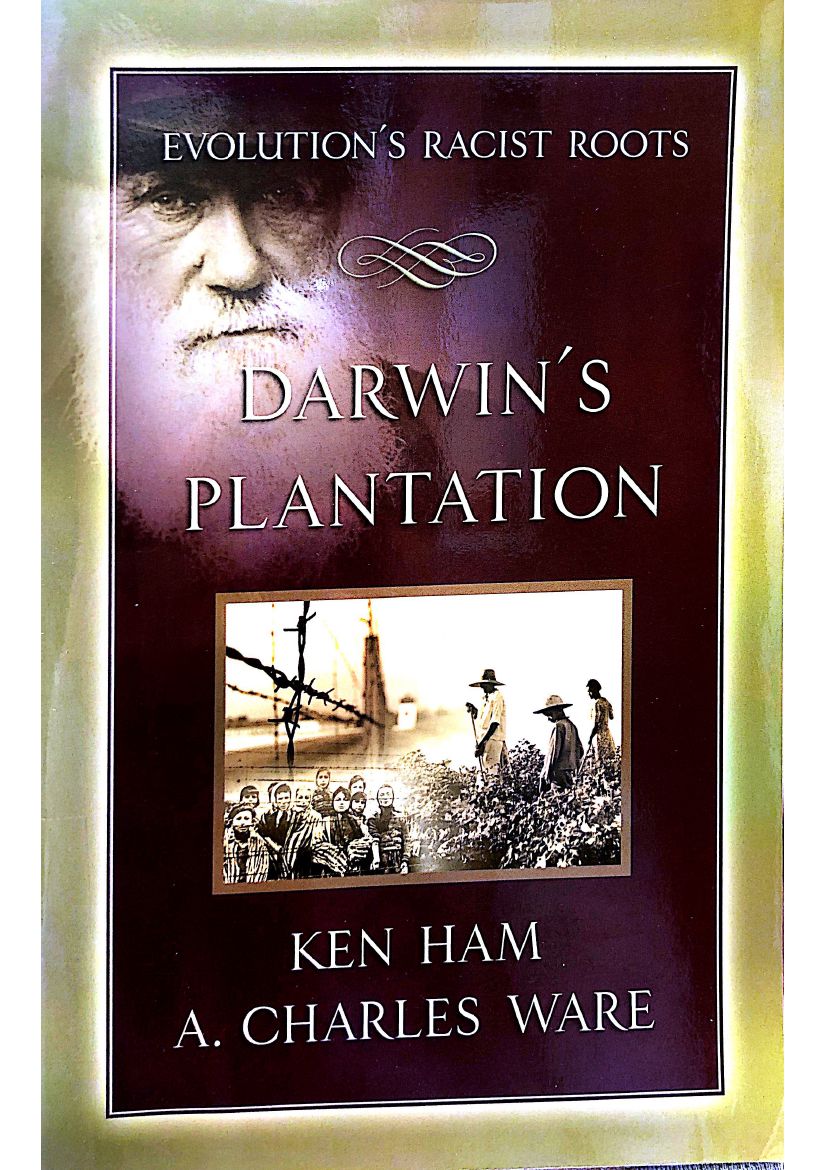 EVOLUTION´S RACIST ROOTS
DARWIN´S
PLANTATION
KEN HAM
A. CHARLES WARE